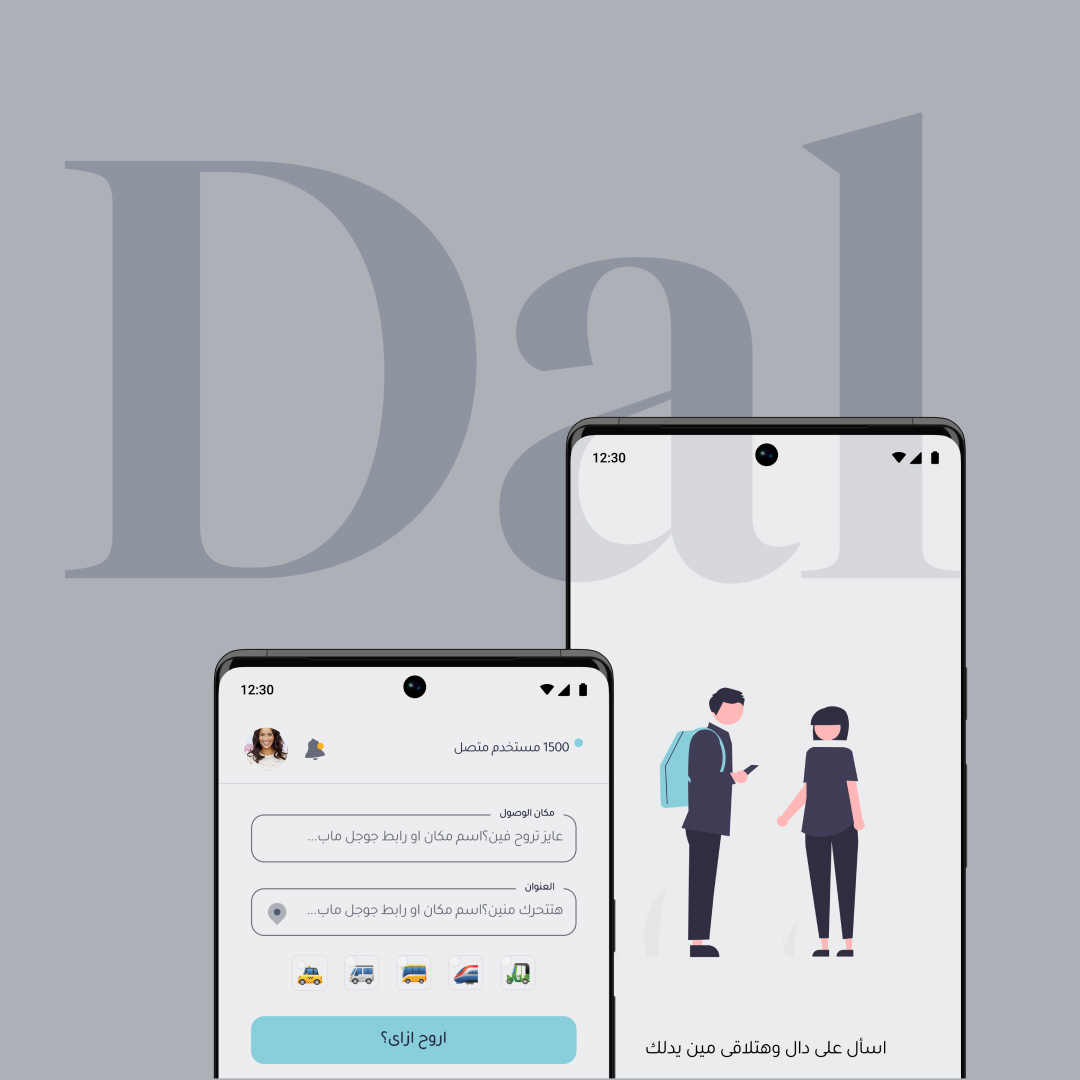 Dal
12:30
12:30
1500 مستخدم متصل
مكان الوصول
عايز تروح فين؟اسم مكان او رابط جوجل ماب...
العنوان
هتتحرك منين؟اسم مكان او رابط جوجل ماب...
اروح ازاى؟
اسأل على دال وهتلاقى مين يدلك